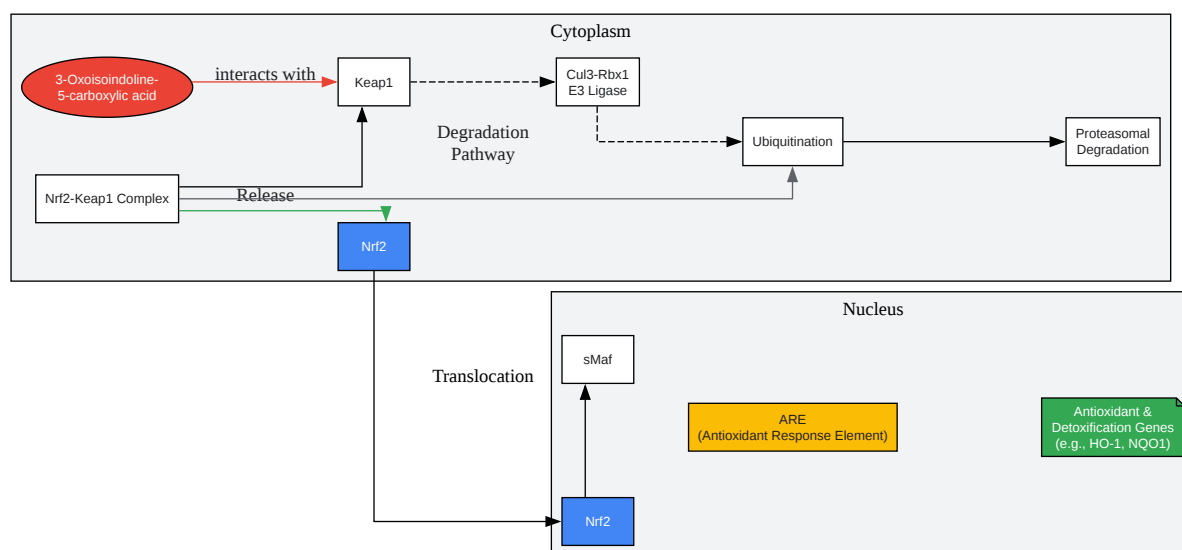 Cytoplasm
3-Oxoisoindoline-
5-carboxylic acid
interacts with
Keap1
Cul3-Rbx1
E3 Ligase
Degradation
Pathway
Ubiquitination
Proteasomal
Degradation
Nrf2-Keap1 Complex
Release
Nrf2
Nucleus
Translocation
sMaf
ARE
(Antioxidant Response Element)
Antioxidant &
Detoxification Genes
(e.g., HO-1, NQO1)
Nrf2